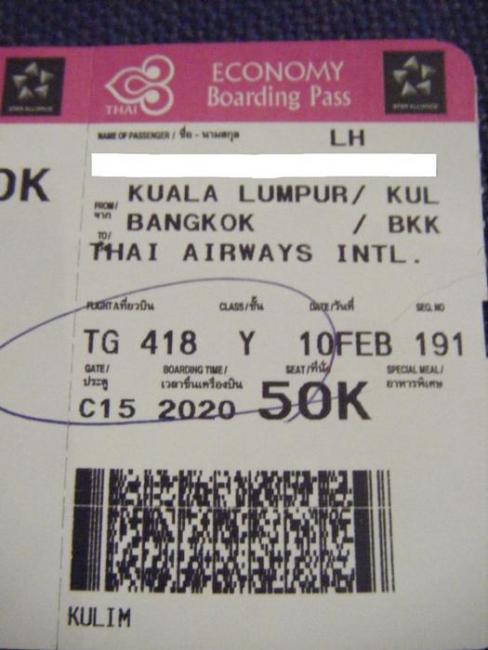 STAR ALLIANCE
THAI
ECONOMY
Boarding Pass
STAR ALLIANCE
NAME OF PASSENGER / ชื่อ - นามสกุล
LH
0K
FROM/ จาก
KUALA LUMPUR/ KUL
TO/
BANGKOK / BKK
THAI AIRWAYS INTL.
FLIGHT/เที่ยวบิน CLASS/ชั้น DATE/วันที่ SEQ. NO
TG 418 Y 10FEB 191
GATE/ ประตู BOARDING TIME/ เวลาขึ้นเครื่องบิน SEAT/ที่นั่ง SPECIAL MEAL/ อาหารพิเศษ
C15 2020 50K
KULIM